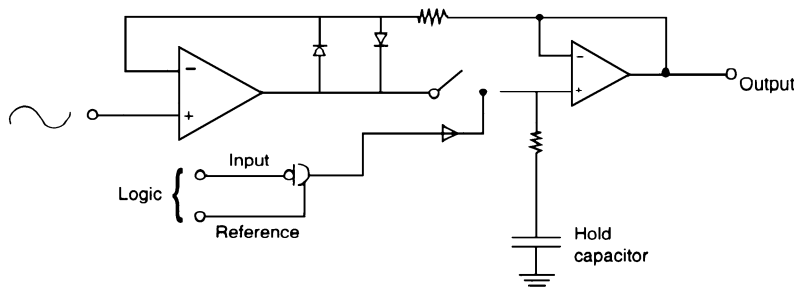 −
+
−
+
Output
Input
Logic {
Reference
Hold
capacitor